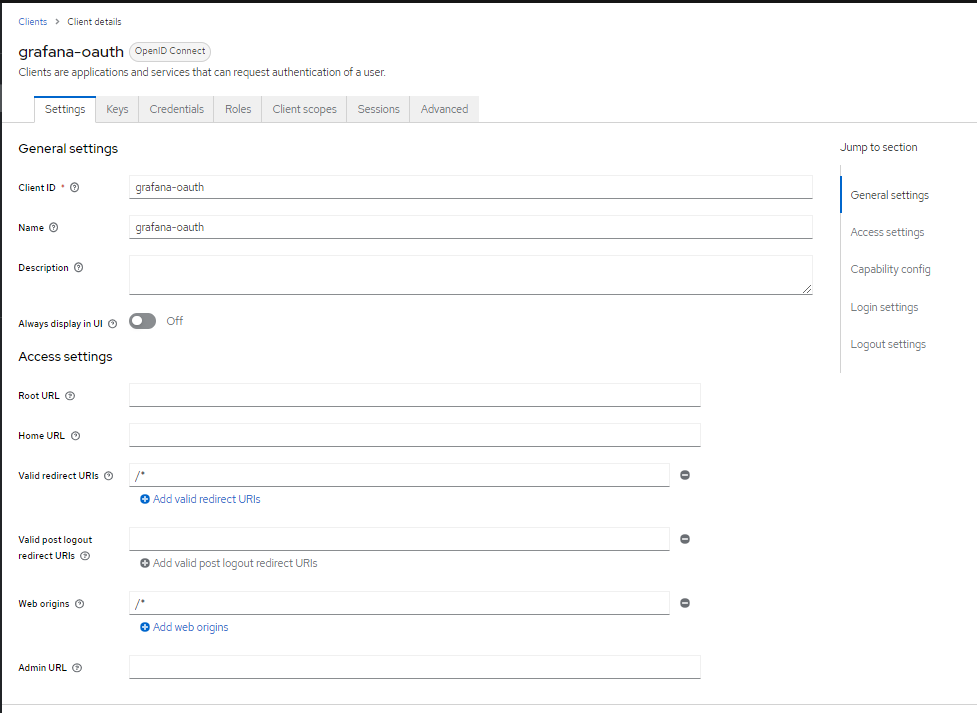 Clients > Client details
grafana-oauth OpenID Connect
Clients are applications and services that can request authentication of a user.
Settings Keys Credentials Roles Client scopes Sessions Advanced
General settings
Jump to section
Client ID * grafana-oauth
General settings
Name grafana-oauth
Access settings
Description
Capability config
Login settings
Always display in UI Off
Logout settings
Access settings
Root URL
Home URL
Valid redirect URIs /*
Add valid redirect URIs
Valid post logout
redirect URIs
Add valid post logout redirect URIs
Web origins /*
Add web origins
Admin URL